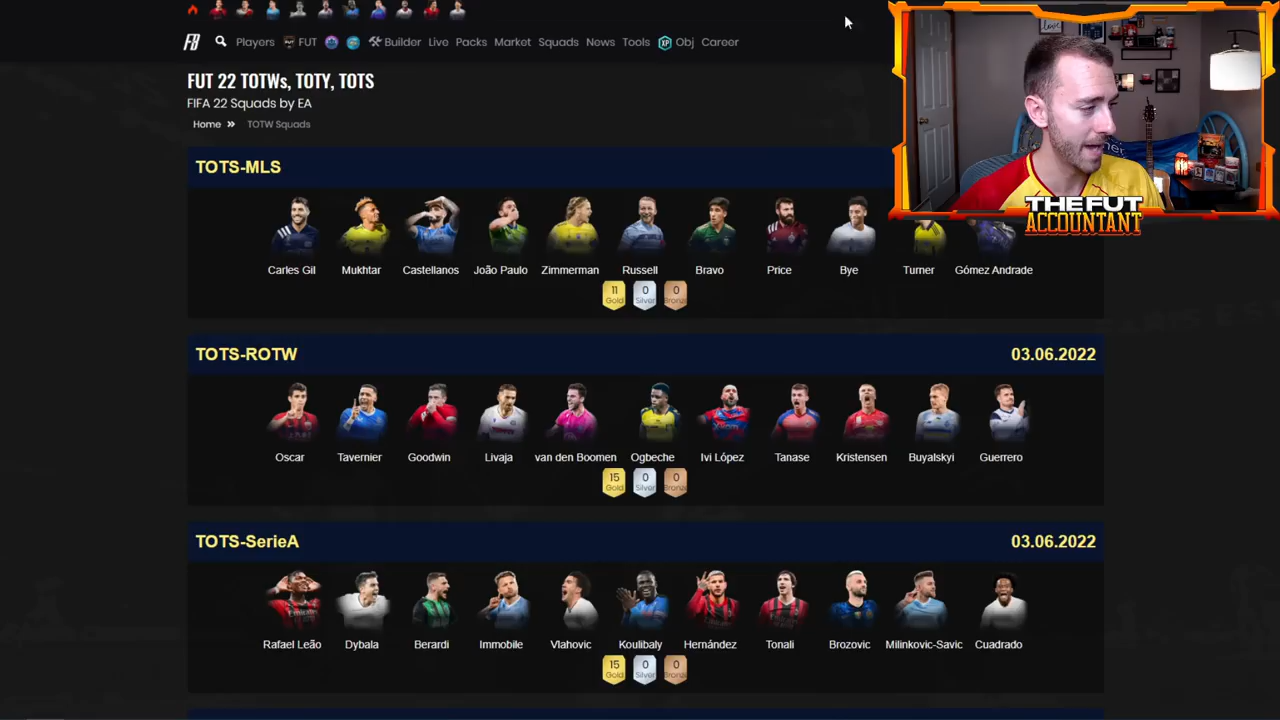 F8 Players FUT Builder Live Packs Market Squads News Tools XP Obj Career
FUT 22 TOTWs, TOTY, TOTS
FIFA 22 Squads by EA
Home » TOTW Squads
THE FUT
ACCOUNTANT
TOTS-MLS
Carles Gil Mukhtar Castellanos João Paulo Zimmerman Russell Bravo Price Bye Turner Gómez Andrade
11 0 0
Gold Silver Bronze
TOTS-ROTW 03.06.2022
Oscar Tavernier Goodwin Livaja van den Boomen Ogbeche Ivi López Tanase Kristensen Buyalskyi Guerrero
15 0 0
Gold Silver Bronze
TOTS-SerieA 03.06.2022
Rafael Leão Dybala Berardi Immobile Vlahovic Koulibaly Hernández Tonali Brozovic Milinkovic-Savic Cuadrado
15 0 0
Gold Silver Bronze